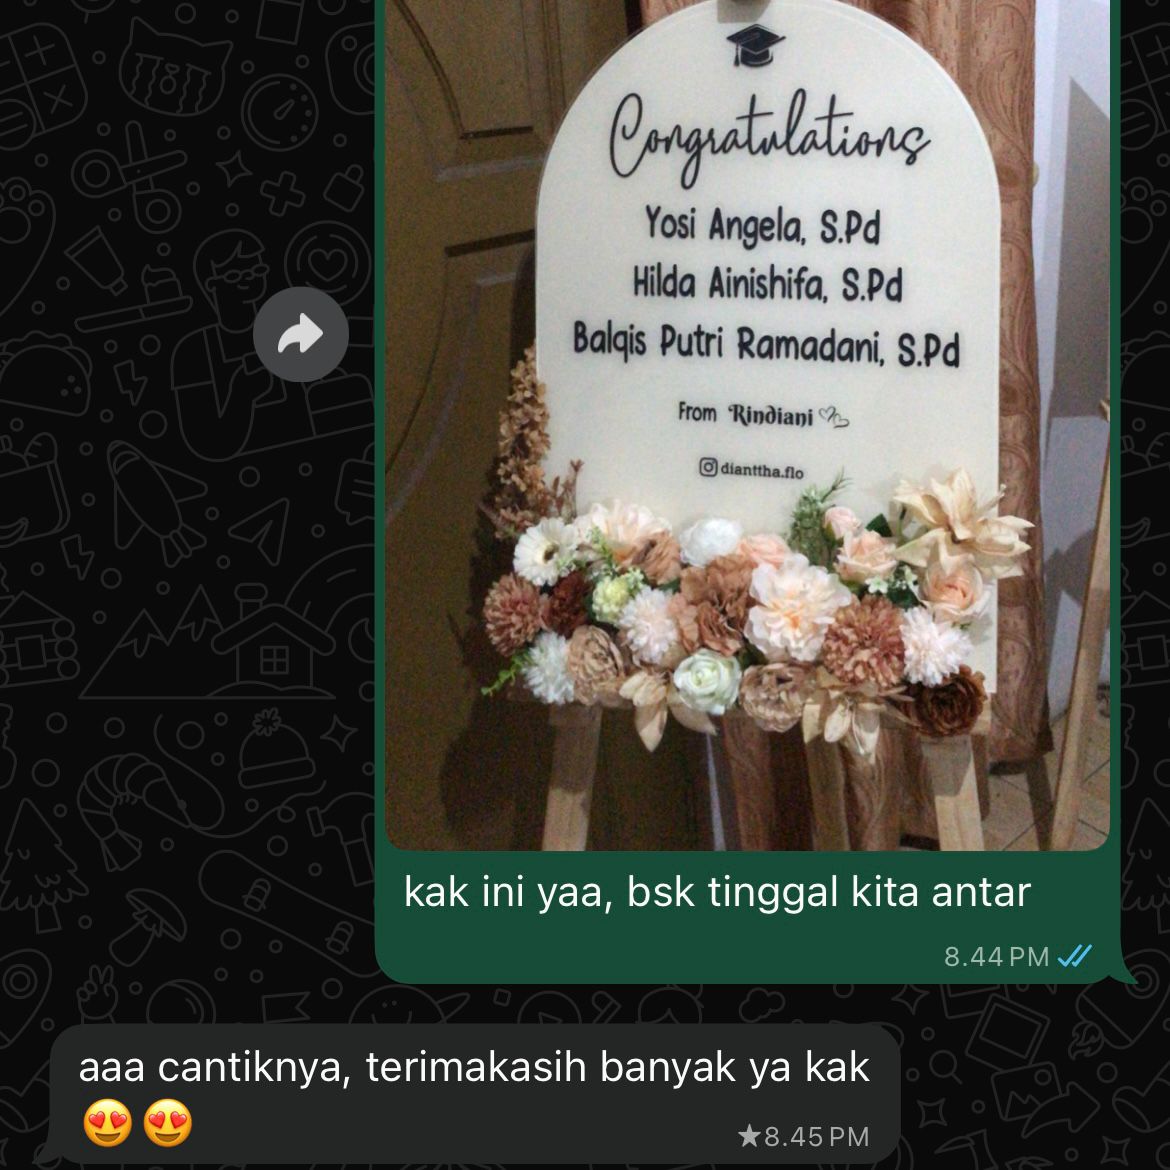 Congratulations
Yosi Angela, S.Pd
Hilda Ainishifa, S.Pd
Balqis Putri Ramadani, S.Pd
From Rindiani
dianttha.flo
kak ini yaa, bsk tinggal kita antar
8.44 PM
aaa cantiknya, terimakasih banyak ya kak
😍😍
★8.45 PM